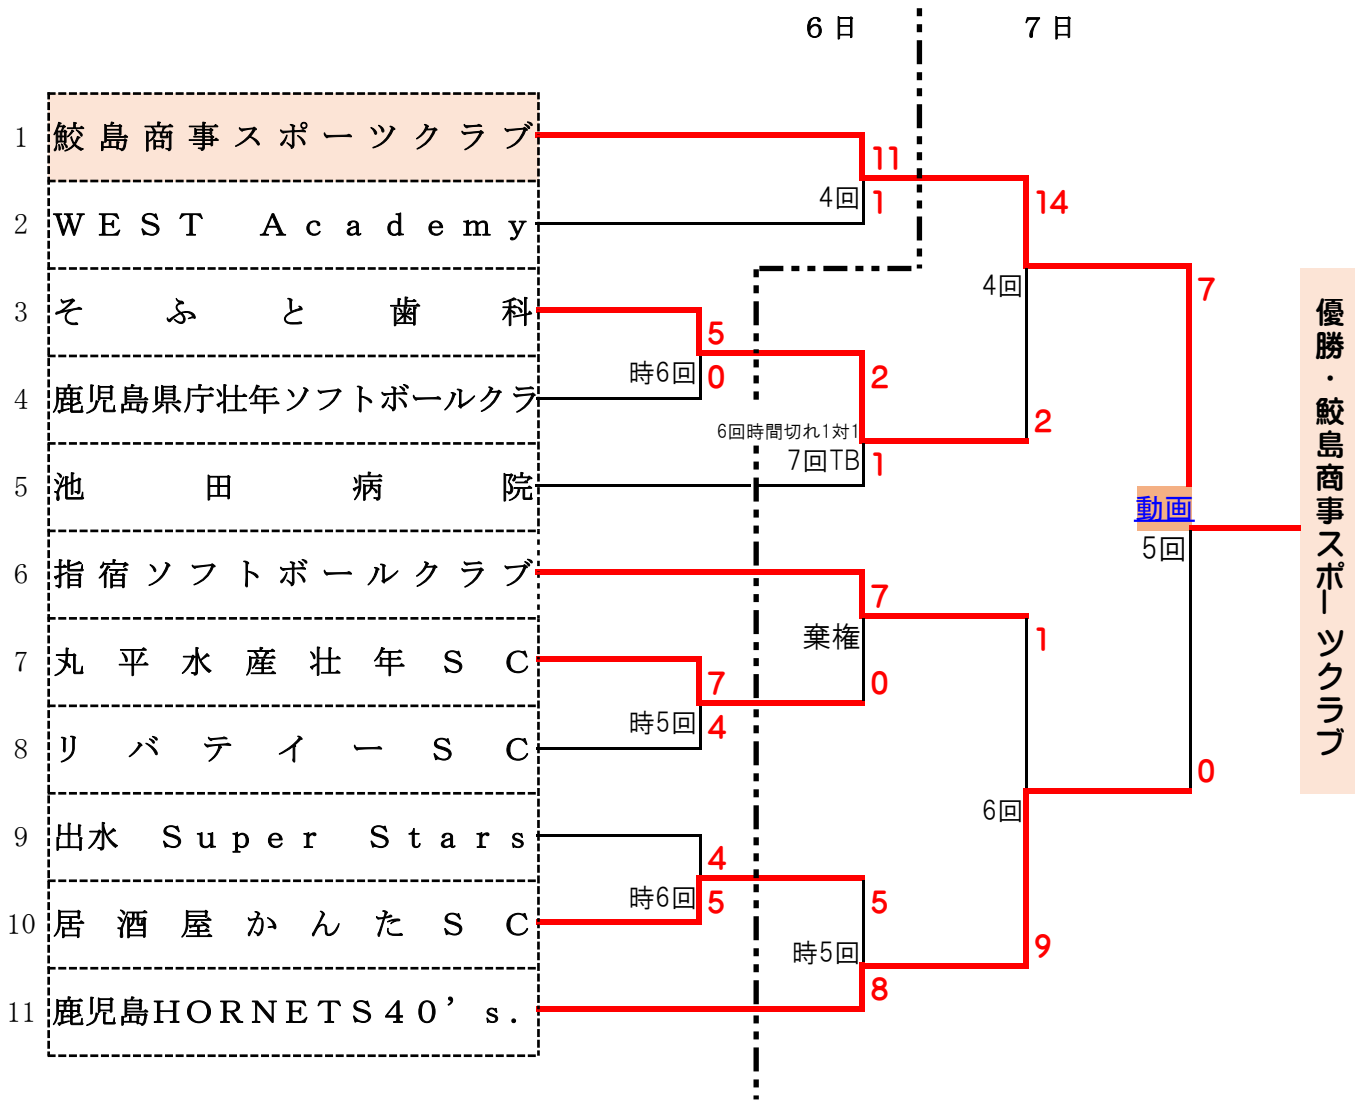 6日 7日
1 鮫島商事スポーツクラブ
11
4回 1
14
2 WEST Academy
4回
7
3 そふと歯科
5
時6回 0
2
4 鹿児島県庁壮年ソフトボールクラ
6回時間切れ1対1
7回TB 1
2
5 池田病院
動画
5回
優勝・鮫島商事スポーツクラブ
6 指宿ソフトボールクラブ
7
棄権
1
7 丸平水産壮年SC
7
0
時5回 4
8 リバテイーSC
0
6回
9 出水 Super Stars
4
時6回 5
5
10 居酒屋かんたSC
時5回
9
8
11 鹿児島HORNETS40’s.